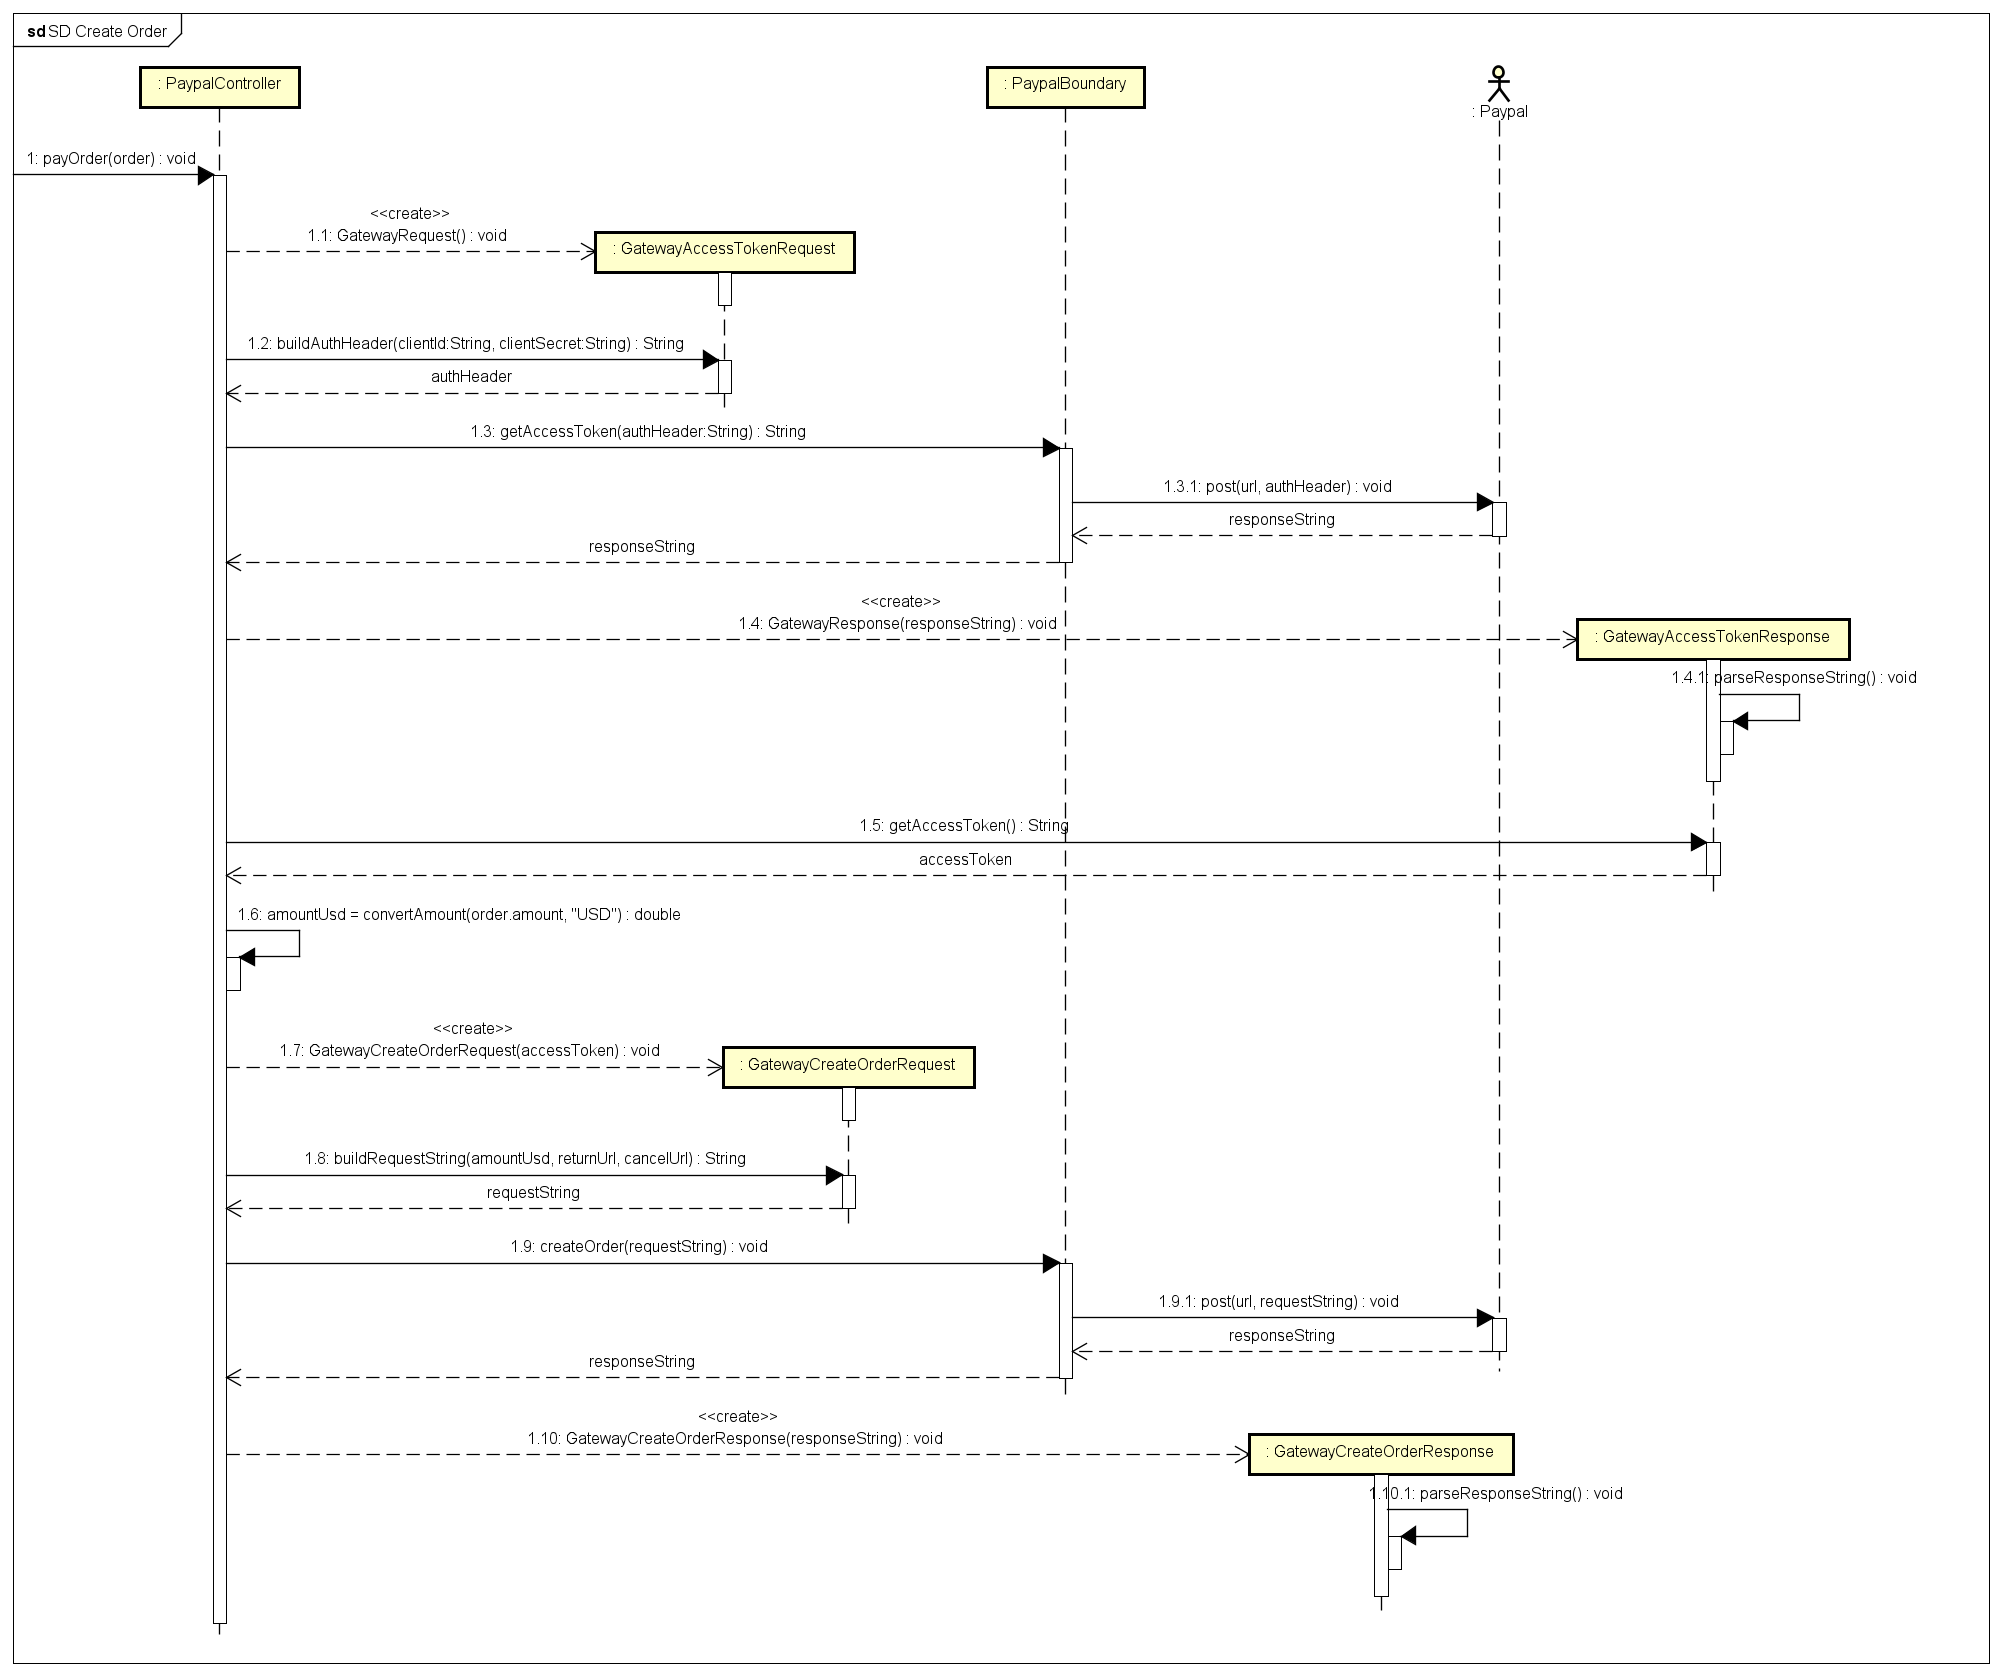 sd SD Create Order
: PaypalController
: PaypalBoundary
: Paypal
1: payOrder(order) : void
<<create>>
1.1: GatewayRequest() : void
: GatewayAccessTokenRequest
1.2: buildAuthHeader(clientId:String, clientSecret:String) : String
authHeader
1.3: getAccessToken(authHeader:String) : String
1.3.1: post(url, authHeader) : void
responseString
responseString
<<create>>
1.4: GatewayResponse(responseString) : void
: GatewayAccessTokenResponse
1.4.1: parseResponseString() : void
1.5: getAccessToken() : String
accessToken
1.6: amountUsd = convertAmount(order.amount, "USD") : double
<<create>>
1.7: GatewayCreateOrderRequest(accessToken) : void
: GatewayCreateOrderRequest
1.8: buildRequestString(amountUsd, returnUrl, cancelUrl) : String
requestString
1.9: createOrder(requestString) : void
1.9.1: post(url, requestString) : void
responseString
responseString
<<create>>
1.10: GatewayCreateOrderResponse(responseString) : void
: GatewayCreateOrderResponse
1.10.1: parseResponseString() : void